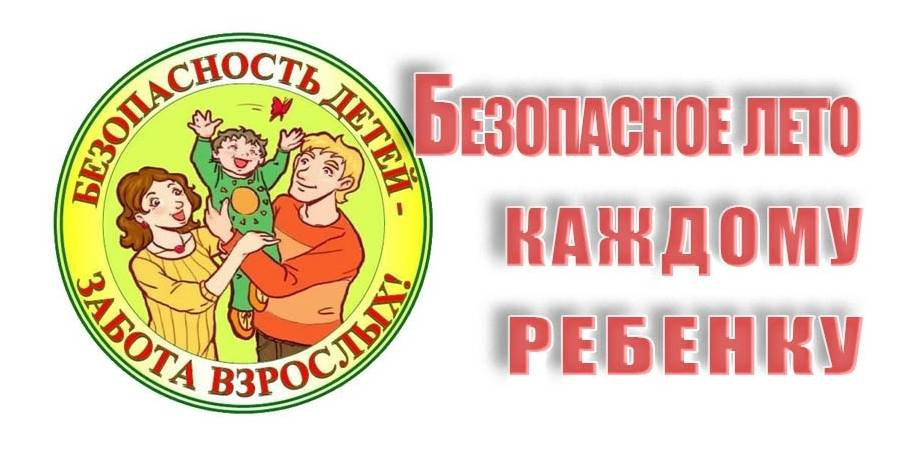 БЕЗОПАСНОСТЬ ДЕТЕЙ -
ЗАБОТА ВЗРОСЛЫХ!
БЕЗОПАСНОЕ ЛЕТО
КАЖДОМУ
РЕБЕНКУ